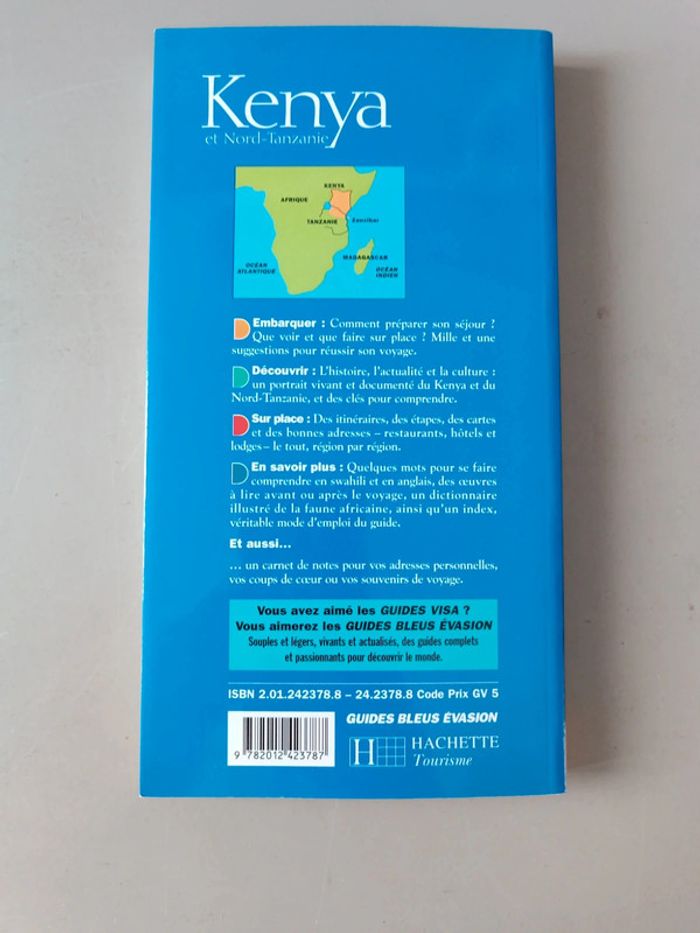 Kenya
et Nord-Tanzanie
KENYA
AFRIQUE
TANZANIE
Zanzibar
MADAGASCAR
OCÉAN
ATLANTIQUE
OCÉAN
INDIEN
Embarquer : Comment préparer son séjour ?
Que voir et que faire sur place ? Mille et une
suggestions pour réussir son voyage.
Découvrir : L'histoire, l'actualité et la culture :
un portrait vivant et documenté du Kenya et du
Nord-Tanzanie, et des clés pour comprendre.
Sur place : Des itinéraires, des étapes, des cartes
et des bonnes adresses – restaurants, hôtels et
lodges – le tout, région par région.
En savoir plus : Quelques mots pour se faire
comprendre en swahili et en anglais, des œuvres
à lire avant ou après le voyage, un dictionnaire
illustré de la faune africaine, ainsi qu'un index,
véritable mode d'emploi du guide.
Et aussi...
... un carnet de notes pour vos adresses personnelles,
vos coups de cœur ou vos souvenirs de voyage.
Vous avez aimé les GUIDES VISA ?
Vous aimerez les GUIDES BLEUS ÉVASION
Souples et légers, vivants et actualisés, des guides complets
et passionnants pour découvrir le monde.
ISBN 2.01.242378.8 – 24.2378.8 Code Prix GV 5
GUIDES BLEUS ÉVASION
9 782012 423787
H HACHETTE
Tourisme